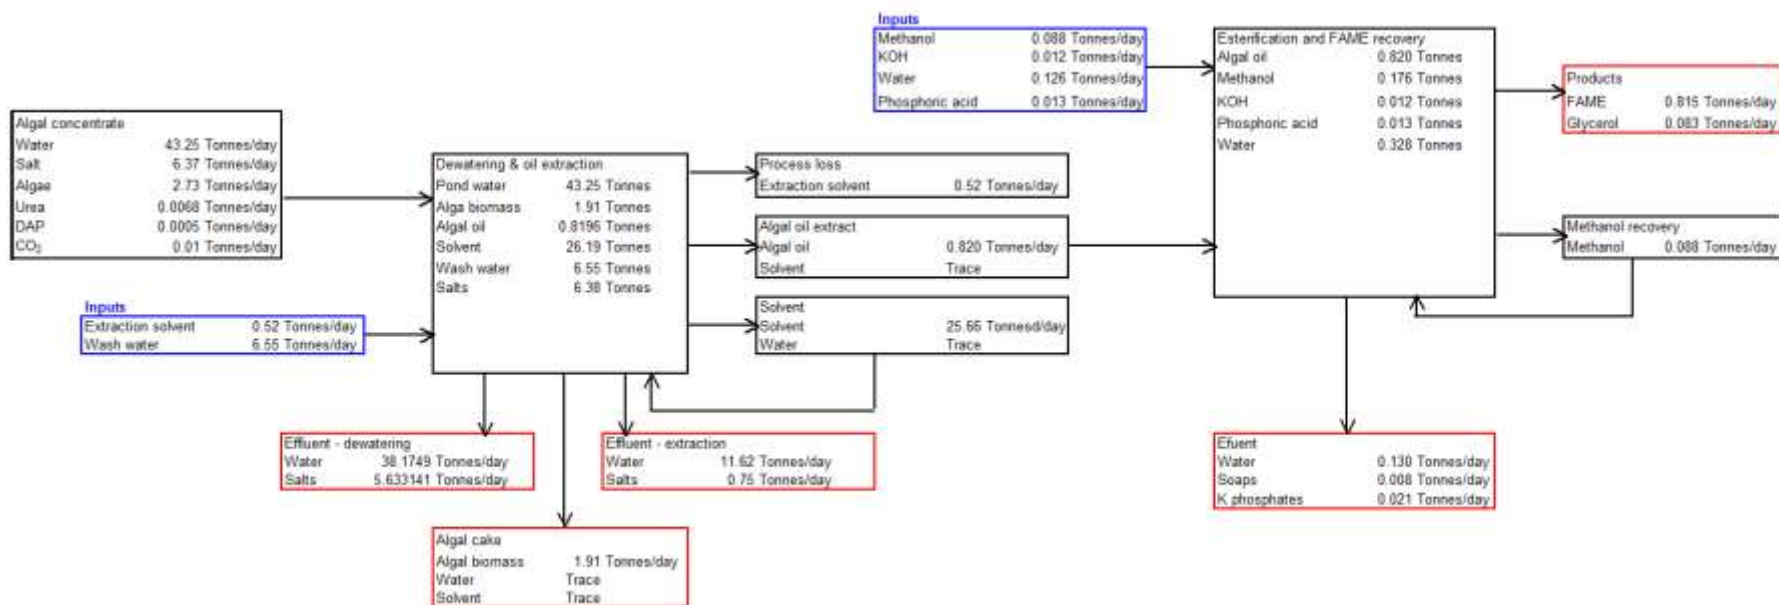 Inputs
Methanol 0.088 Tonnes/day
KOH 0.012 Tonnes/day
Water 0.126 Tonnes/day
Phosphoric acid 0.013 Tonnes/day
Esterification and FAME recovery
Algal oil 0.820 Tonnes
Methanol 0.176 Tonnes
KOH 0.012 Tonnes
Phosphoric acid 0.013 Tonnes
Water 0.328 Tonnes
Products
FAME 0.815 Tonnes/day
Glycerol 0.083 Tonnes/day
Algal concentrate
Water 43.25 Tonnes/day
Salt 6.37 Tonnes/day
Algae 2.73 Tonnes/day
Urea 0.0068 Tonnes/day
DAP 0.0005 Tonnes/day
CO₂ 0.01 Tonnes/day
Dewatering & oil extraction
Pond water 43.25 Tonnes
Alga biomass 1.91 Tonnes
Algal oil 0.8196 Tonnes
Solvent 26.19 Tonnes
Wash water 6.55 Tonnes
Salts 6.38 Tonnes
Process loss
Extraction solvent 0.52 Tonnes/day
Algal oil extract
Algal oil 0.820 Tonnes/day
Solvent Trace
Methanol recovery
Methanol 0.088 Tonnes/day
Inputs
Extraction solvent 0.52 Tonnes/day
Wash water 6.55 Tonnes/day
Solvent
Solvent 25.66 Tonnesd/day
Water Trace
Effluent - dewatering
Water 38.1749 Tonnes/day
Salts 5.633141 Tonnes/day
Effluent - extraction
Water 11.62 Tonnes/day
Salts 0.75 Tonnes/day
Efuent
Water 0.130 Tonnes/day
Soaps 0.008 Tonnes/day
K phosphates 0.021 Tonnes/day
Algal cake
Algal biomass 1.91 Tonnes/day
Water Trace
Solvent Trace